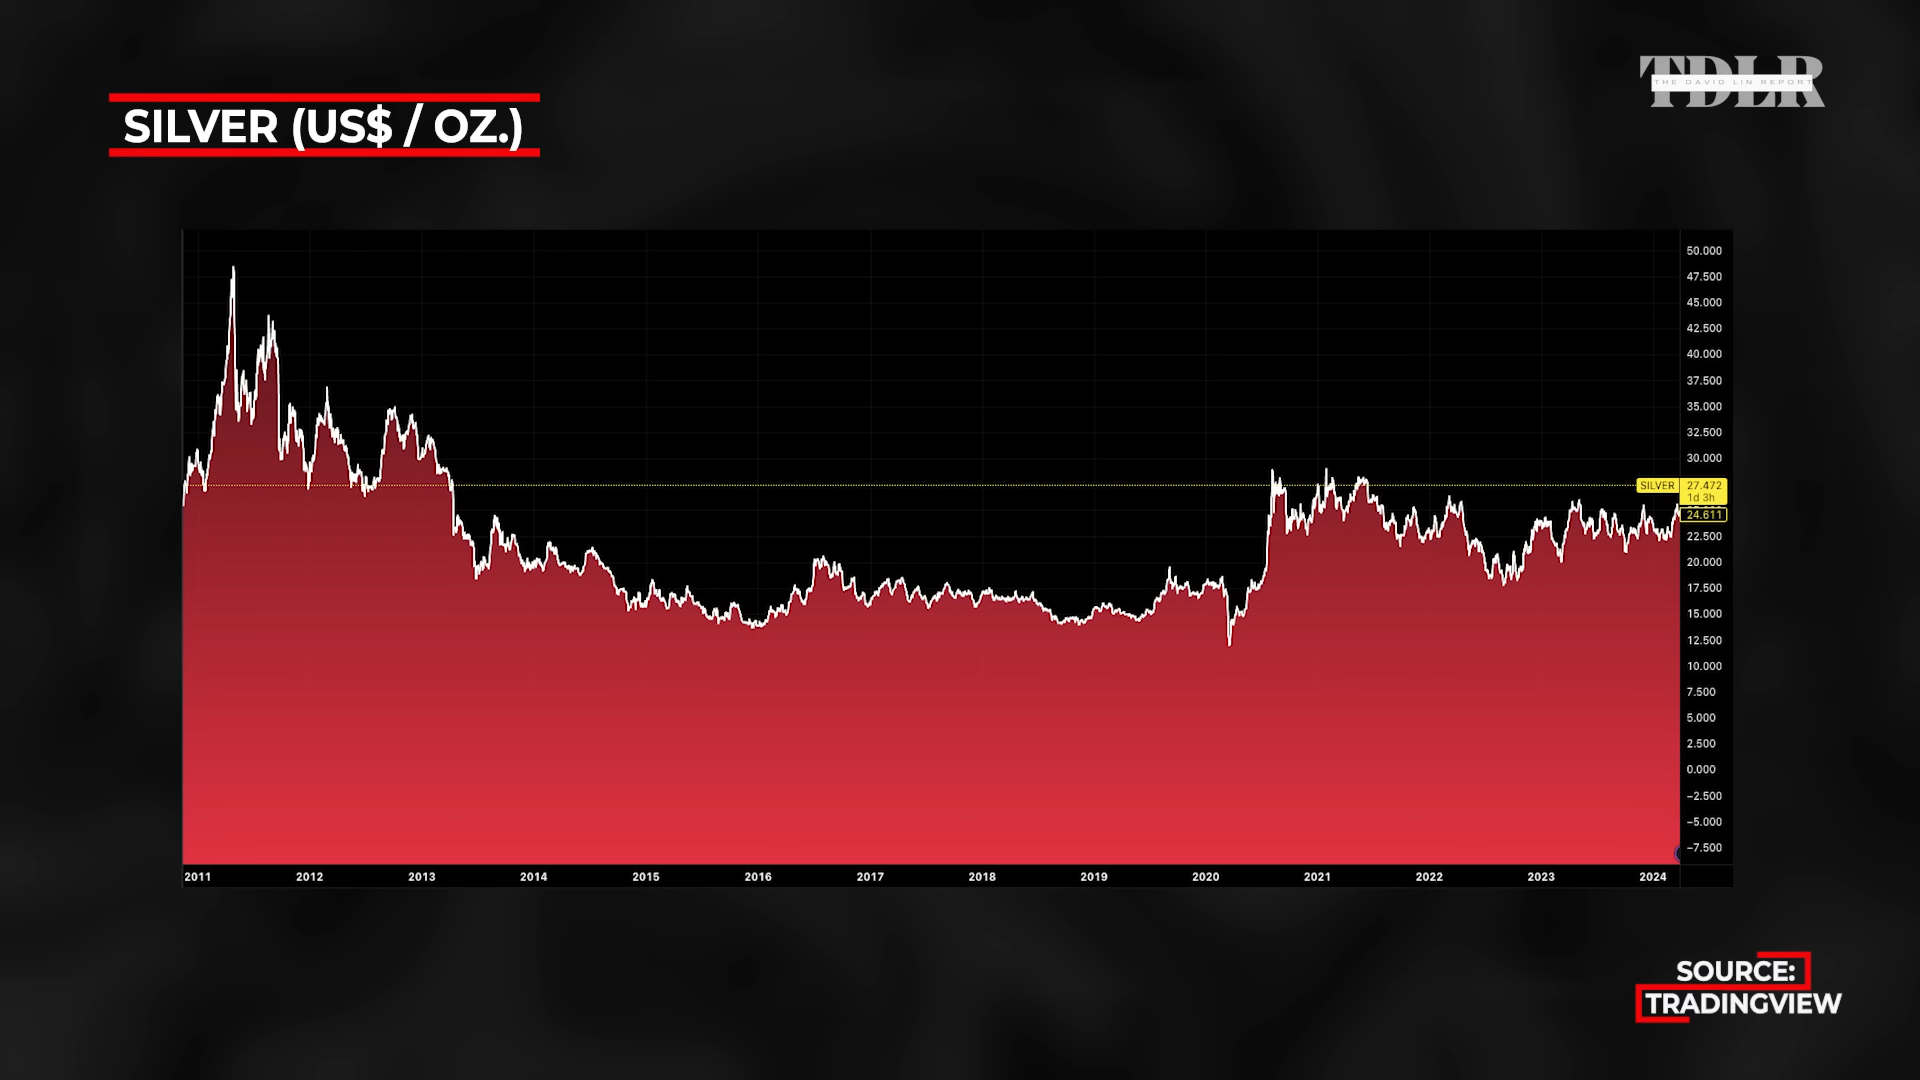 SILVER (US$ / OZ.)
TDLR
THE DAVID LIN REPORT
50.000
47.500
45.000
42.500
40.000
37.500
35.000
32.500
30.000
SILVER 27.472
1d 3h
24.611
22.500
20.000
17.500
15.000
12.500
10.000
7.500
5.000
2.500
0.000
−2.500
−5.000
−7.500
2011 2012 2013 2014 2015 2016 2017 2018 2019 2020 2021 2022 2023 2024
SOURCE:
TRADINGVIEW